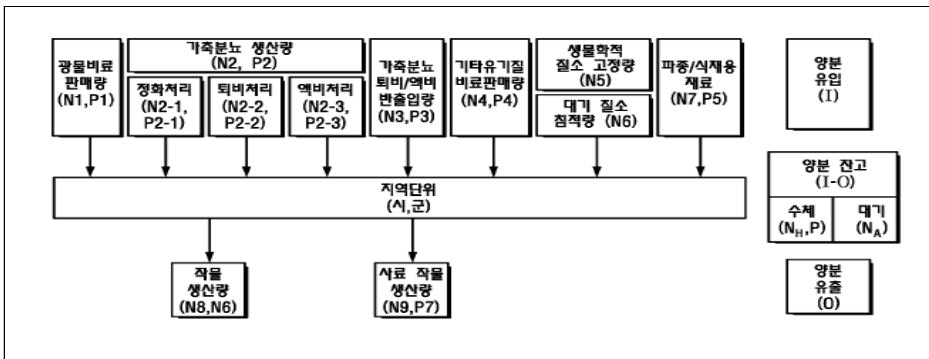 광물비료
판매량
(N1,P1)
가축분뇨 생산량
(N2, P2)
정화처리
(N2-1,
P2-1)
퇴비처리
(N2-2,
P2-2)
액비처리
(N2-3,
P2-3)
가축분뇨
퇴비/액비
반출입량
(N3,P3)
기타유기질
비료판매량
(N4,P4)
생물학적
질소 고정량
(N5)
대기 질소
침적량 (N6)
파종/식재용
재료
(N7,P5)
양분
유입
(I)
지역단위
(시,군)
양분 잔고
(I-O)
수체
(N_H,P)
대기
(N_A)
작물
생산량
(N8,N6)
사료 작물
생산량
(N9,P7)
양분
유출
(O)